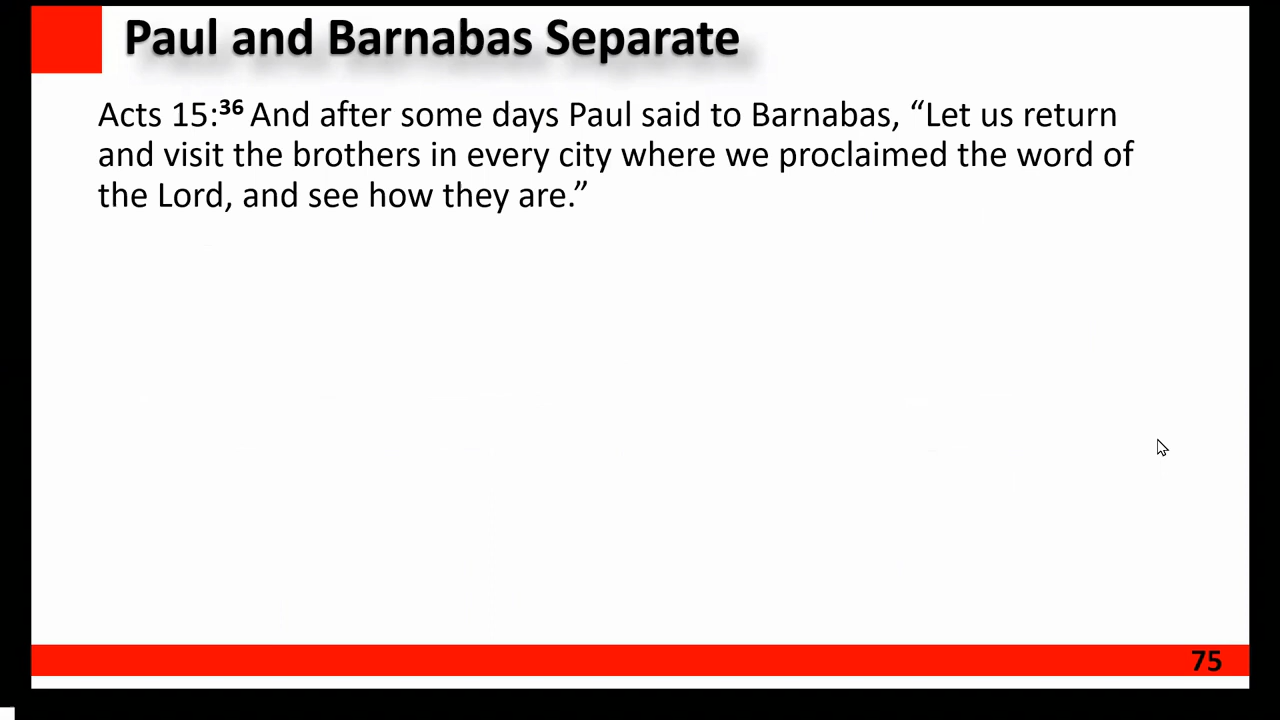 Paul and Barnabas Separate
Acts 15:36 And after some days Paul said to Barnabas, “Let us return
and visit the brothers in every city where we proclaimed the word of
the Lord, and see how they are.”
75